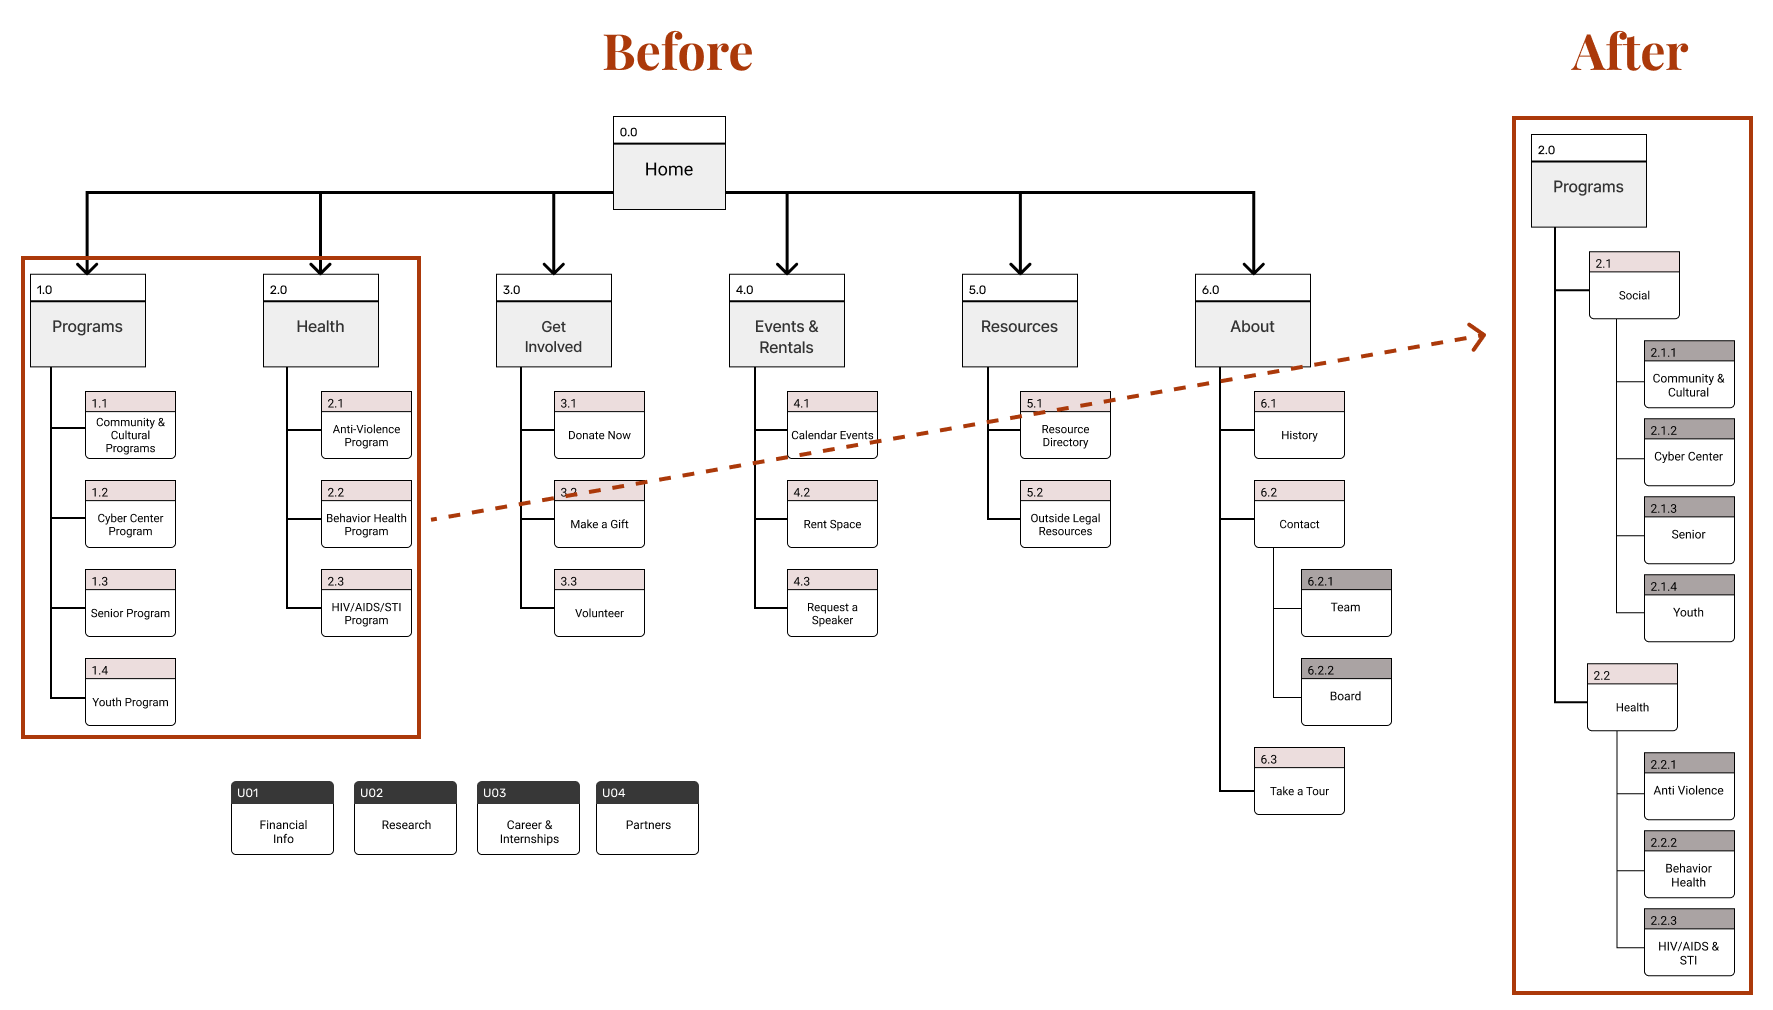 Before
After
0.0
Home
1.0
Programs
1.1
Community &
Cultural
Programs
1.2
Cyber Center
Program
1.3
Senior Program
1.4
Youth Program
2.0
Health
2.1
Anti-Violence
Program
2.2
Behavior Health
Program
2.3
HIV/AIDS/STI
Program
3.0
Get
Involved
3.1
Donate Now
3.2
Make a Gift
3.3
Volunteer
4.0
Events &
Rentals
4.1
Calendar Events
4.2
Rent Space
4.3
Request a
Speaker
5.0
Resources
5.1
Resource
Directory
5.2
Outside Legal
Resources
6.0
About
6.1
History
6.2
Contact
6.2.1
Team
6.2.2
Board
6.3
Take a Tour
U01
Financial
Info
U02
Research
U03
Career &
Internships
U04
Partners
2.0
Programs
2.1
Social
2.1.1
Community &
Cultural
2.1.2
Cyber Center
2.1.3
Senior
2.1.4
Youth
2.2
Health
2.2.1
Anti Violence
2.2.2
Behavior
Health
2.2.3
HIV/AIDS &
STI